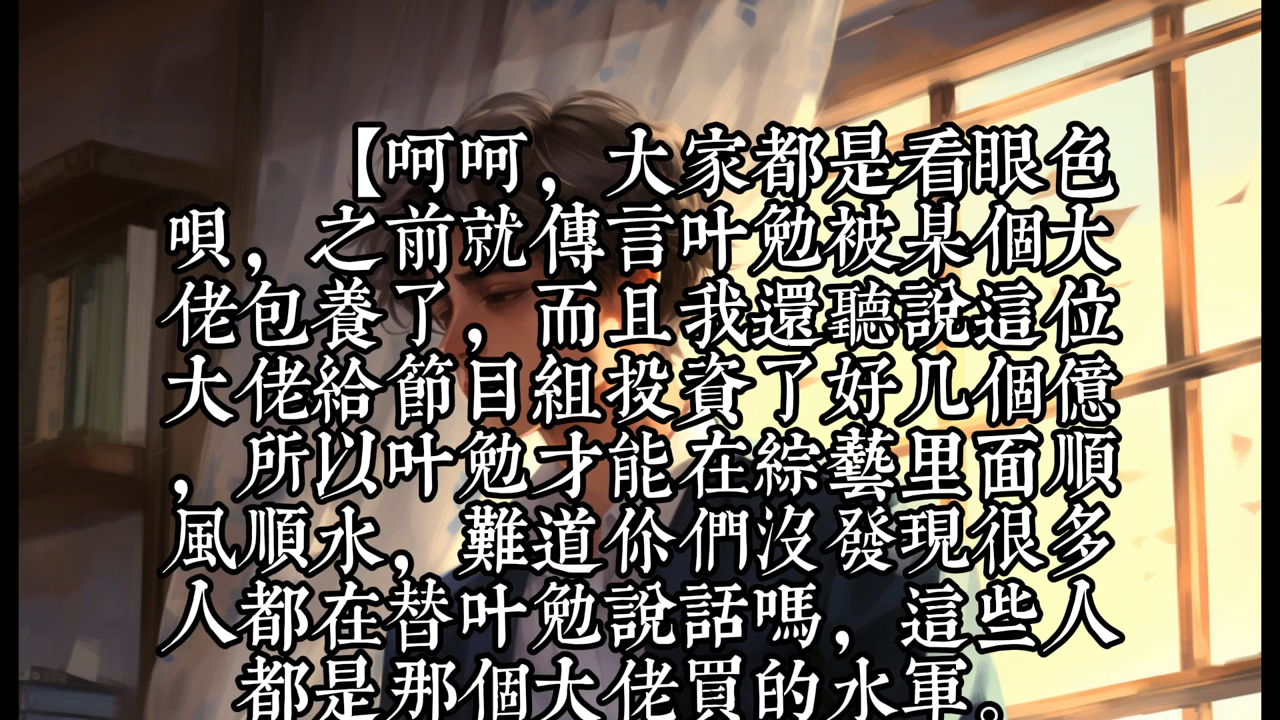 【呵呵，大家都是看眼色
唄，之前就傳言叶勉被某個大
佬包養了，而且我還聽說這位
大佬給節目組投資了好几個億
，所以叶勉才能在綜藝里面順
風順水，難道你們沒發現很多
人都在替叶勉說話嗎，這些人
都是那個大佬買的水軍。